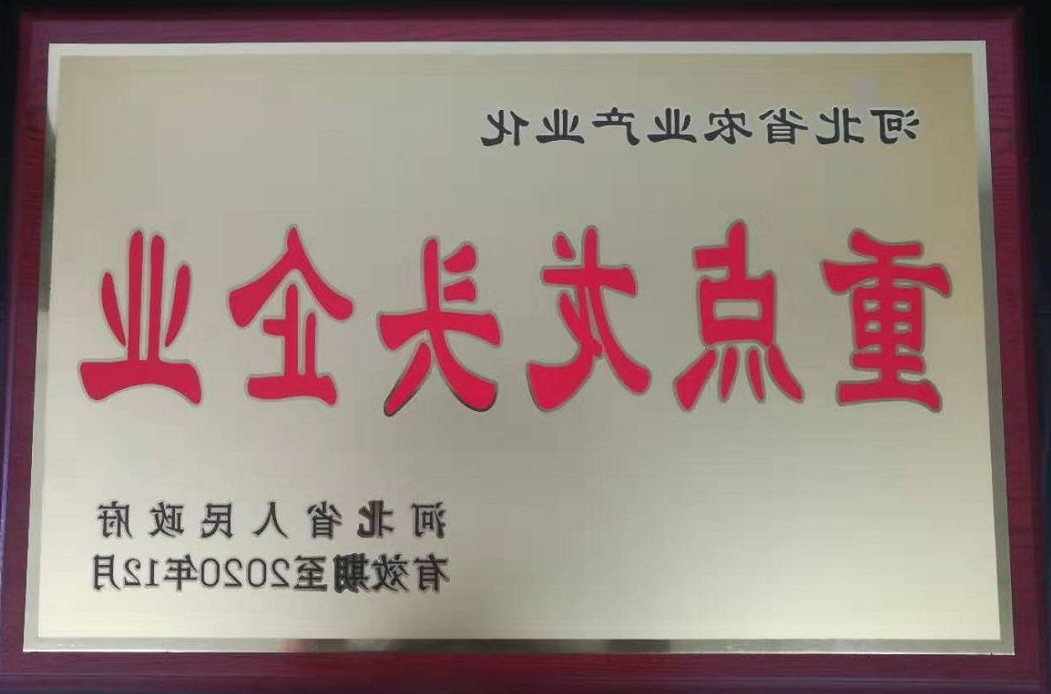 河北省农业产业化
重点龙头企业
河北省人民政府
有效期至2020年12月